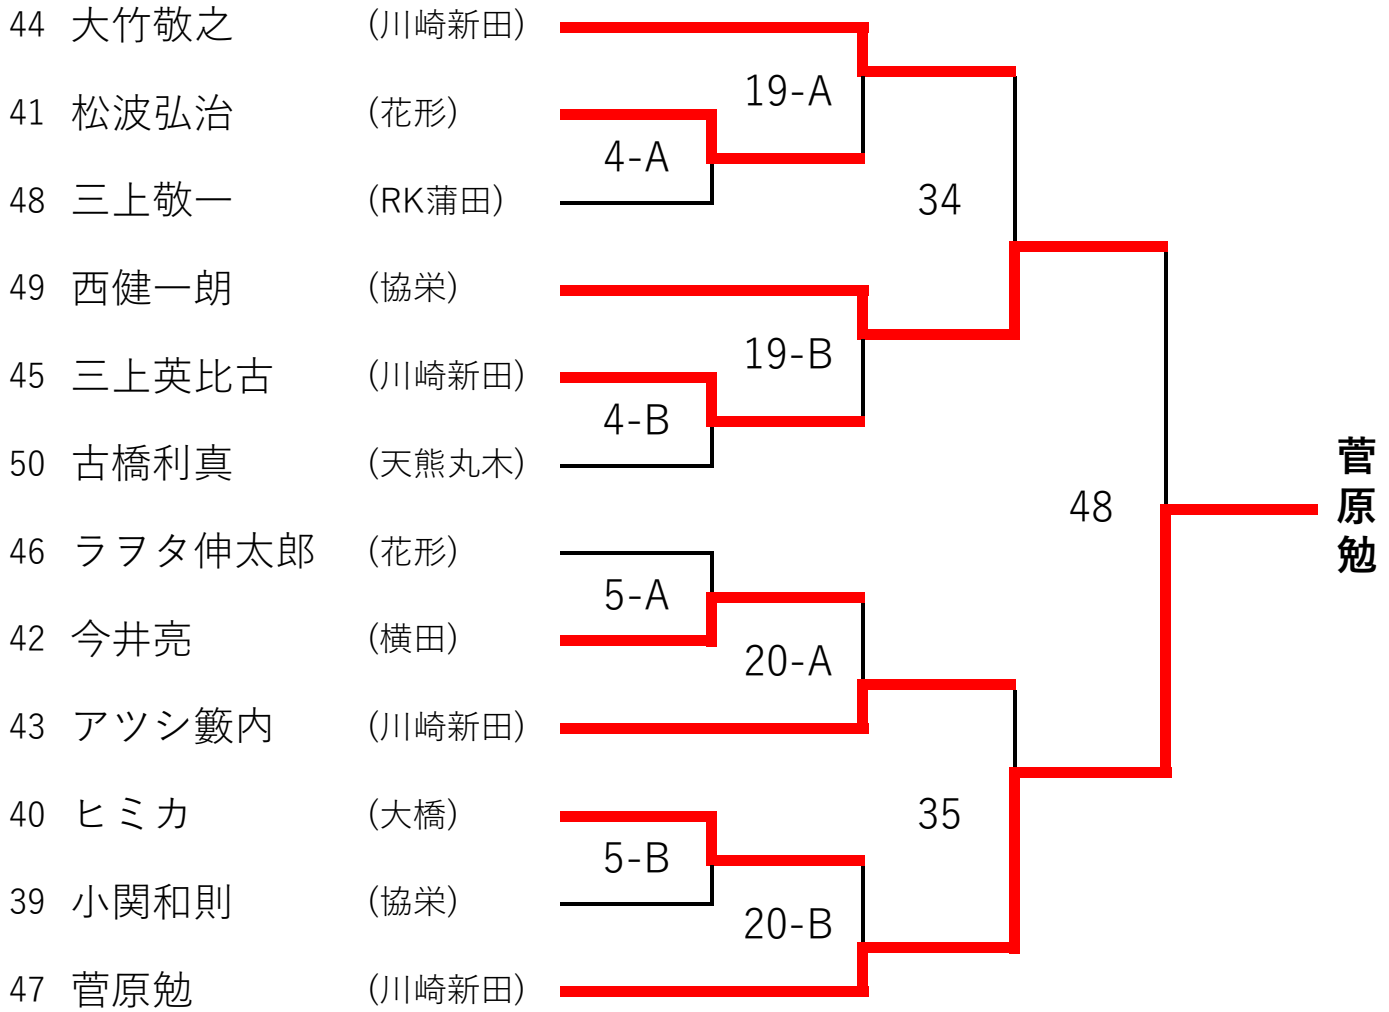 44 大竹敬之 (川崎新田)
19-A
41 松波弘治 (花形)
4-A
48 三上敬一 (RK蒲田)
34
49 西健一朗 (協栄)
19-B
45 三上英比古 (川崎新田)
4-B
50 古橋利真 (天熊丸木)
48
菅原勉
46 ラヲタ伸太郎 (花形)
5-A
42 今井亮 (横田)
20-A
43 アツシ籔内 (川崎新田)
40 ヒミカ (大橋)
35
5-B
39 小関和則 (協栄)
20-B
47 菅原勉 (川崎新田)